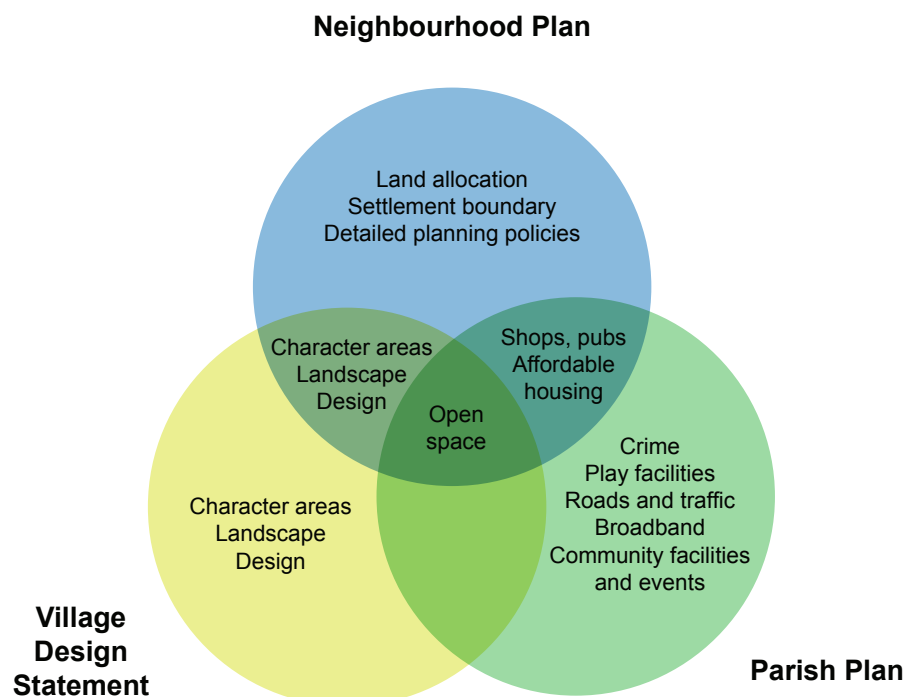 Neighbourhood Plan
Land allocation
Settlement boundary
Detailed planning policies
Character areas
Landscape
Design
Shops, pubs
Affordable
housing
Open
space
Character areas
Landscape
Design
Crime
Play facilities
Roads and traffic
Broadband
Community facilities
and events
Village
Design
Statement
Parish Plan